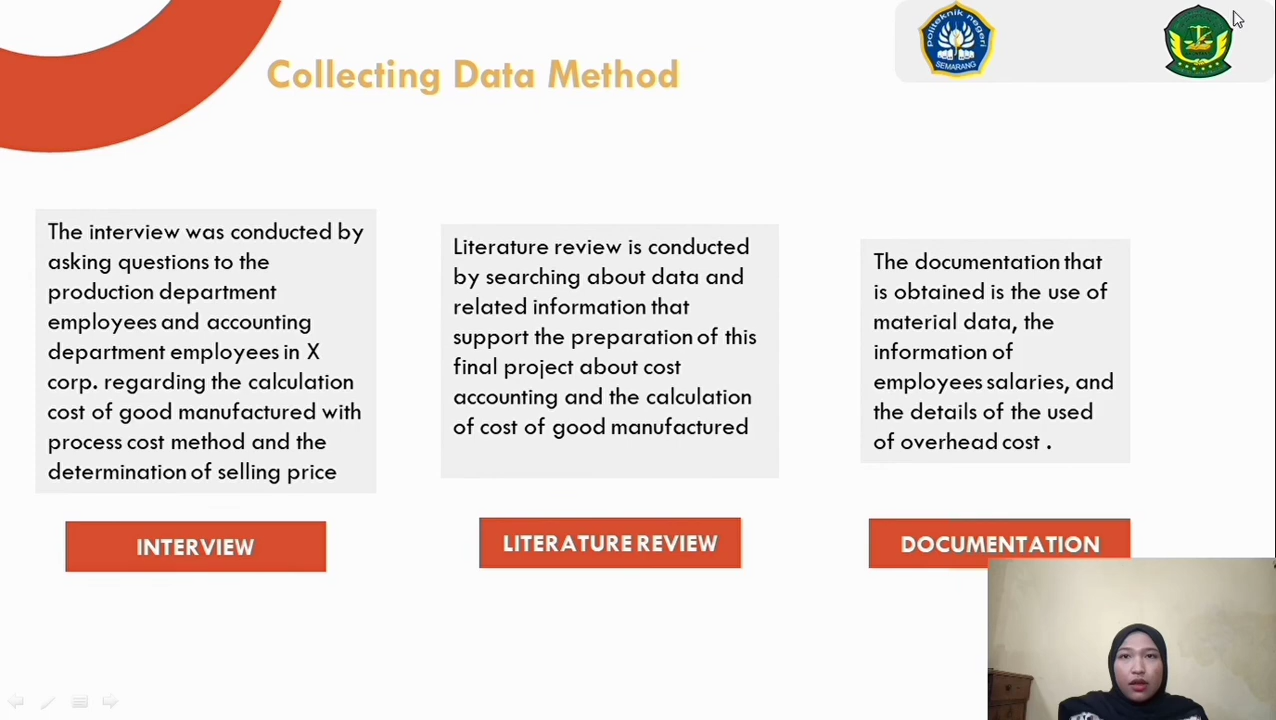 Collecting Data Method
politeknik negeri
SEMARANG
The interview was conducted by
asking questions to the
production department
employees and accounting
department employees in X
corp. regarding the calculation
cost of good manufactured with
process cost method and the
determination of selling price
INTERVIEW
Literature review is conducted
by searching about data and
related information that
support the preparation of this
final project about cost
accounting and the calculation
of cost of good manufactured
LITERATURE REVIEW
The documentation that
is obtained is the use of
material data, the
information of
employees salaries, and
the details of the used
of overhead cost .
DOCUMENTATION